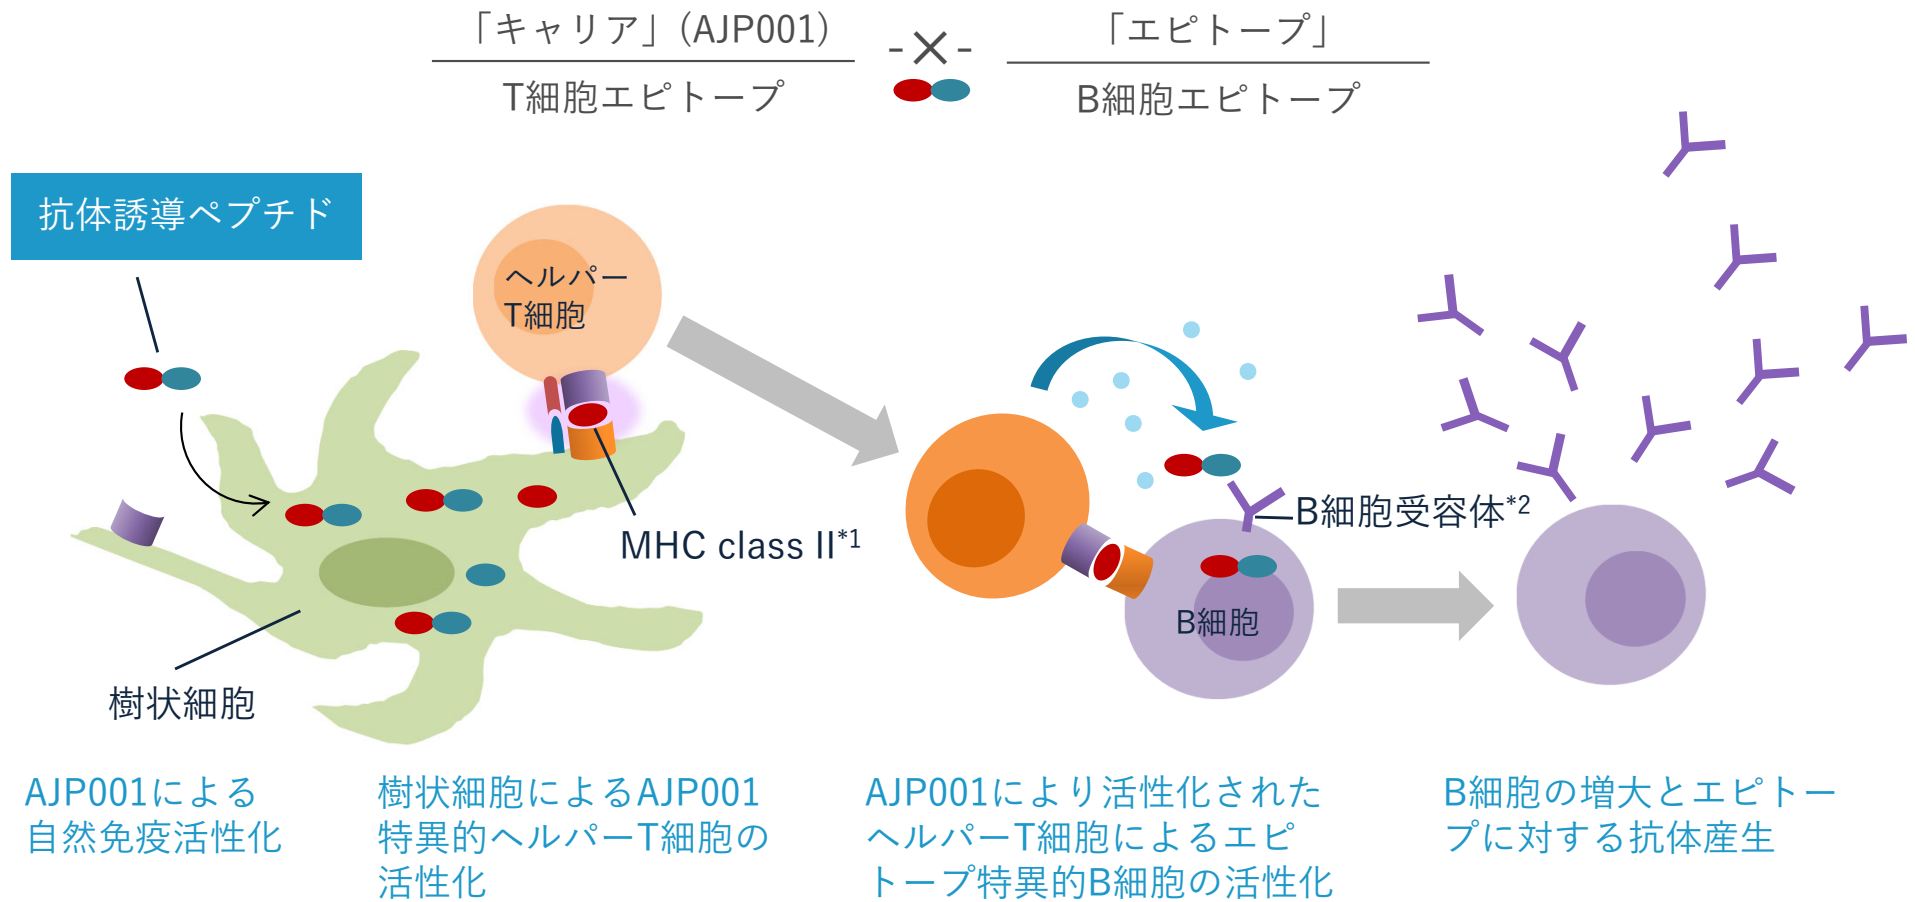 「キャリア」(AJP001)
-×-
「エピトープ」
T細胞エピトープ
B細胞エピトープ
抗体誘導ペプチド
ヘルパー
T細胞
MHC class II*1
B細胞受容体*2
B細胞
樹状細胞
AJP001による
自然免疫活性化
樹状細胞によるAJP001
特異的ヘルパーT細胞の
活性化
AJP001により活性化された
ヘルパーT細胞によるエピ
トープ特異的B細胞の活性化
B細胞の増大とエピトー
プに対する抗体産生